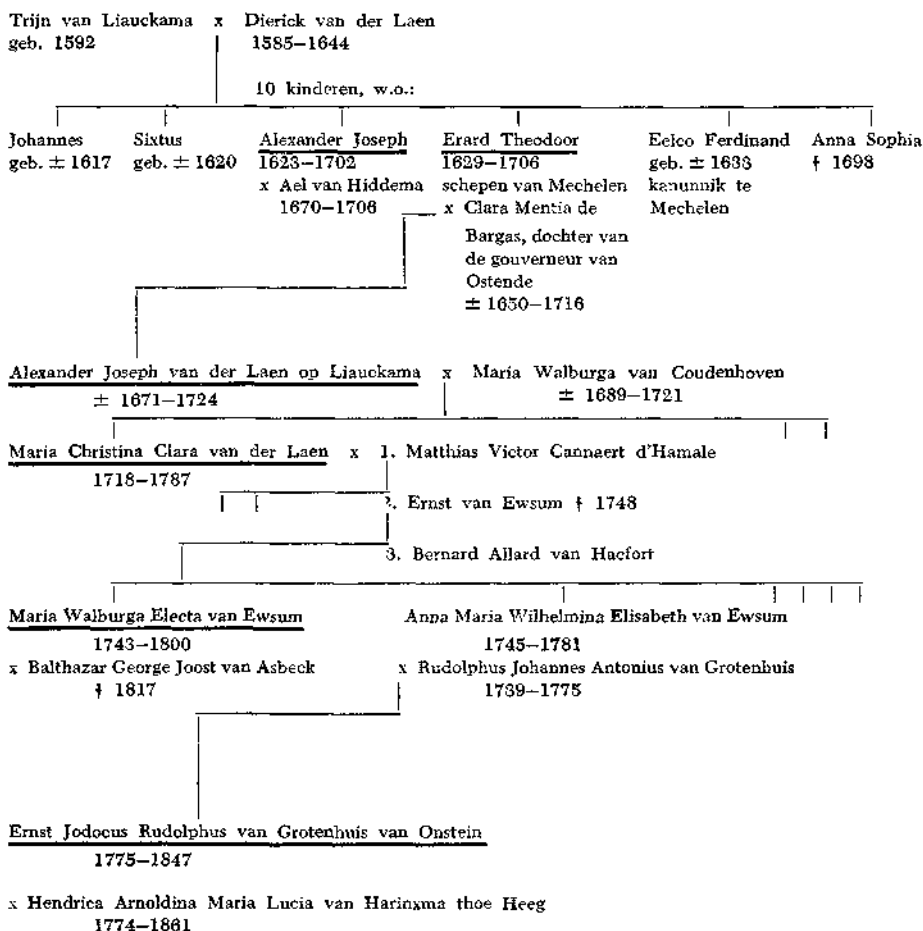 Trijn van Liauckama x Dierick van der Laen
geb. 1592 1585–1644
10 kinderen, w.o.:
Johannes Sixtus Alexander Joseph Erard Theodoor Eelco Ferdinand Anna Sophia
geb. ± 1617 geb. ± 1620 1623–1702 1629–1706 geb. ± 1633 † 1698
x Ael van Hiddema schepen van Mechelen kanunnik te
1670–1706 x Clara Mentia de Mechelen
Bargas, dochter van
de gouverneur van
Ostende
± 1650–1716
Alexander Joseph van der Laen op Liauckama x Maria Walburga van Coudenhoven
± 1671–1724 ± 1689–1721
Maria Christina Clara van der Laen x 1. Matthias Victor Cannaert d'Hamale
1718–1787
2. Ernst van Ewsum † 1748
3. Bernard Allard van Hacfort
Maria Walburga Electa van Ewsum Anna Maria Wilhelmina Elisabeth van Ewsum
1743–1800 1745–1781
x Balthazar George Joost van Asbeck x Rudolphus Johannes Antonius van Grotenhuis
† 1817 1739–1775
Ernst Jodocus Rudolphus van Grotenhuis van Onstein
1775–1847
x Hendrica Arnoldina Maria Lucia van Harinxma thoe Heeg
1774–1861